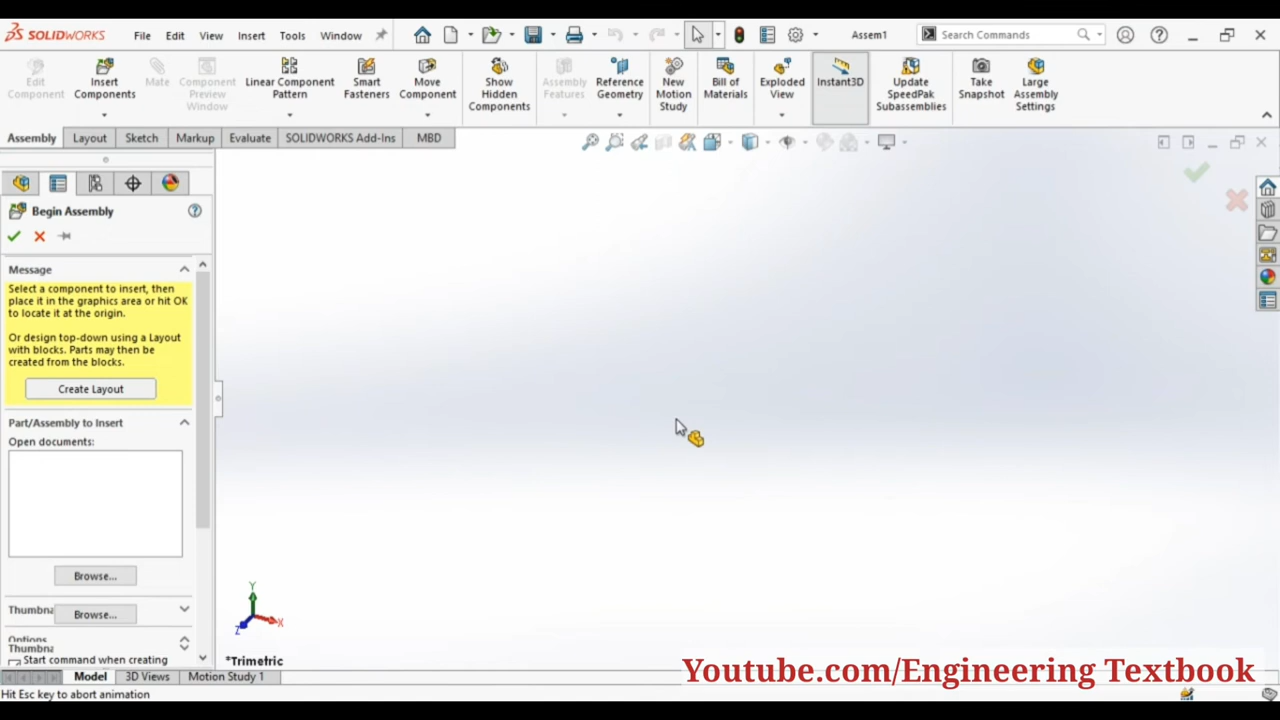 SOLIDWORKS File Edit View Insert Tools Window Assem1 Search Commands
Edit Component
Insert Components
Mate
Component Preview Window
Linear Component Pattern
Smart Fasteners
Move Component
Show Hidden Components
Assembly Features
Reference Geometry
New Motion Study
Bill of Materials
Exploded View
Instant3D
Update SpeedPak Subassemblies
Take Snapshot
Large Assembly Settings
Assembly Layout Sketch Markup Evaluate SOLIDWORKS Add-Ins MBD
Begin Assembly
Message
Select a component to insert, then
place it in the graphics area or hit OK
to locate it at the origin.
Or design top-down using a Layout
with blocks. Parts may then be
created from the blocks.
Create Layout
Part/Assembly to Insert
Open documents:
Browse...
Thumbna
Browse...
Options
Thumbna
Start command when creating
Y
X
Z
*Trimetric
Model 3D Views Motion Study 1
Hit Esc key to abort animation
Youtube.com/Engineering Textbook